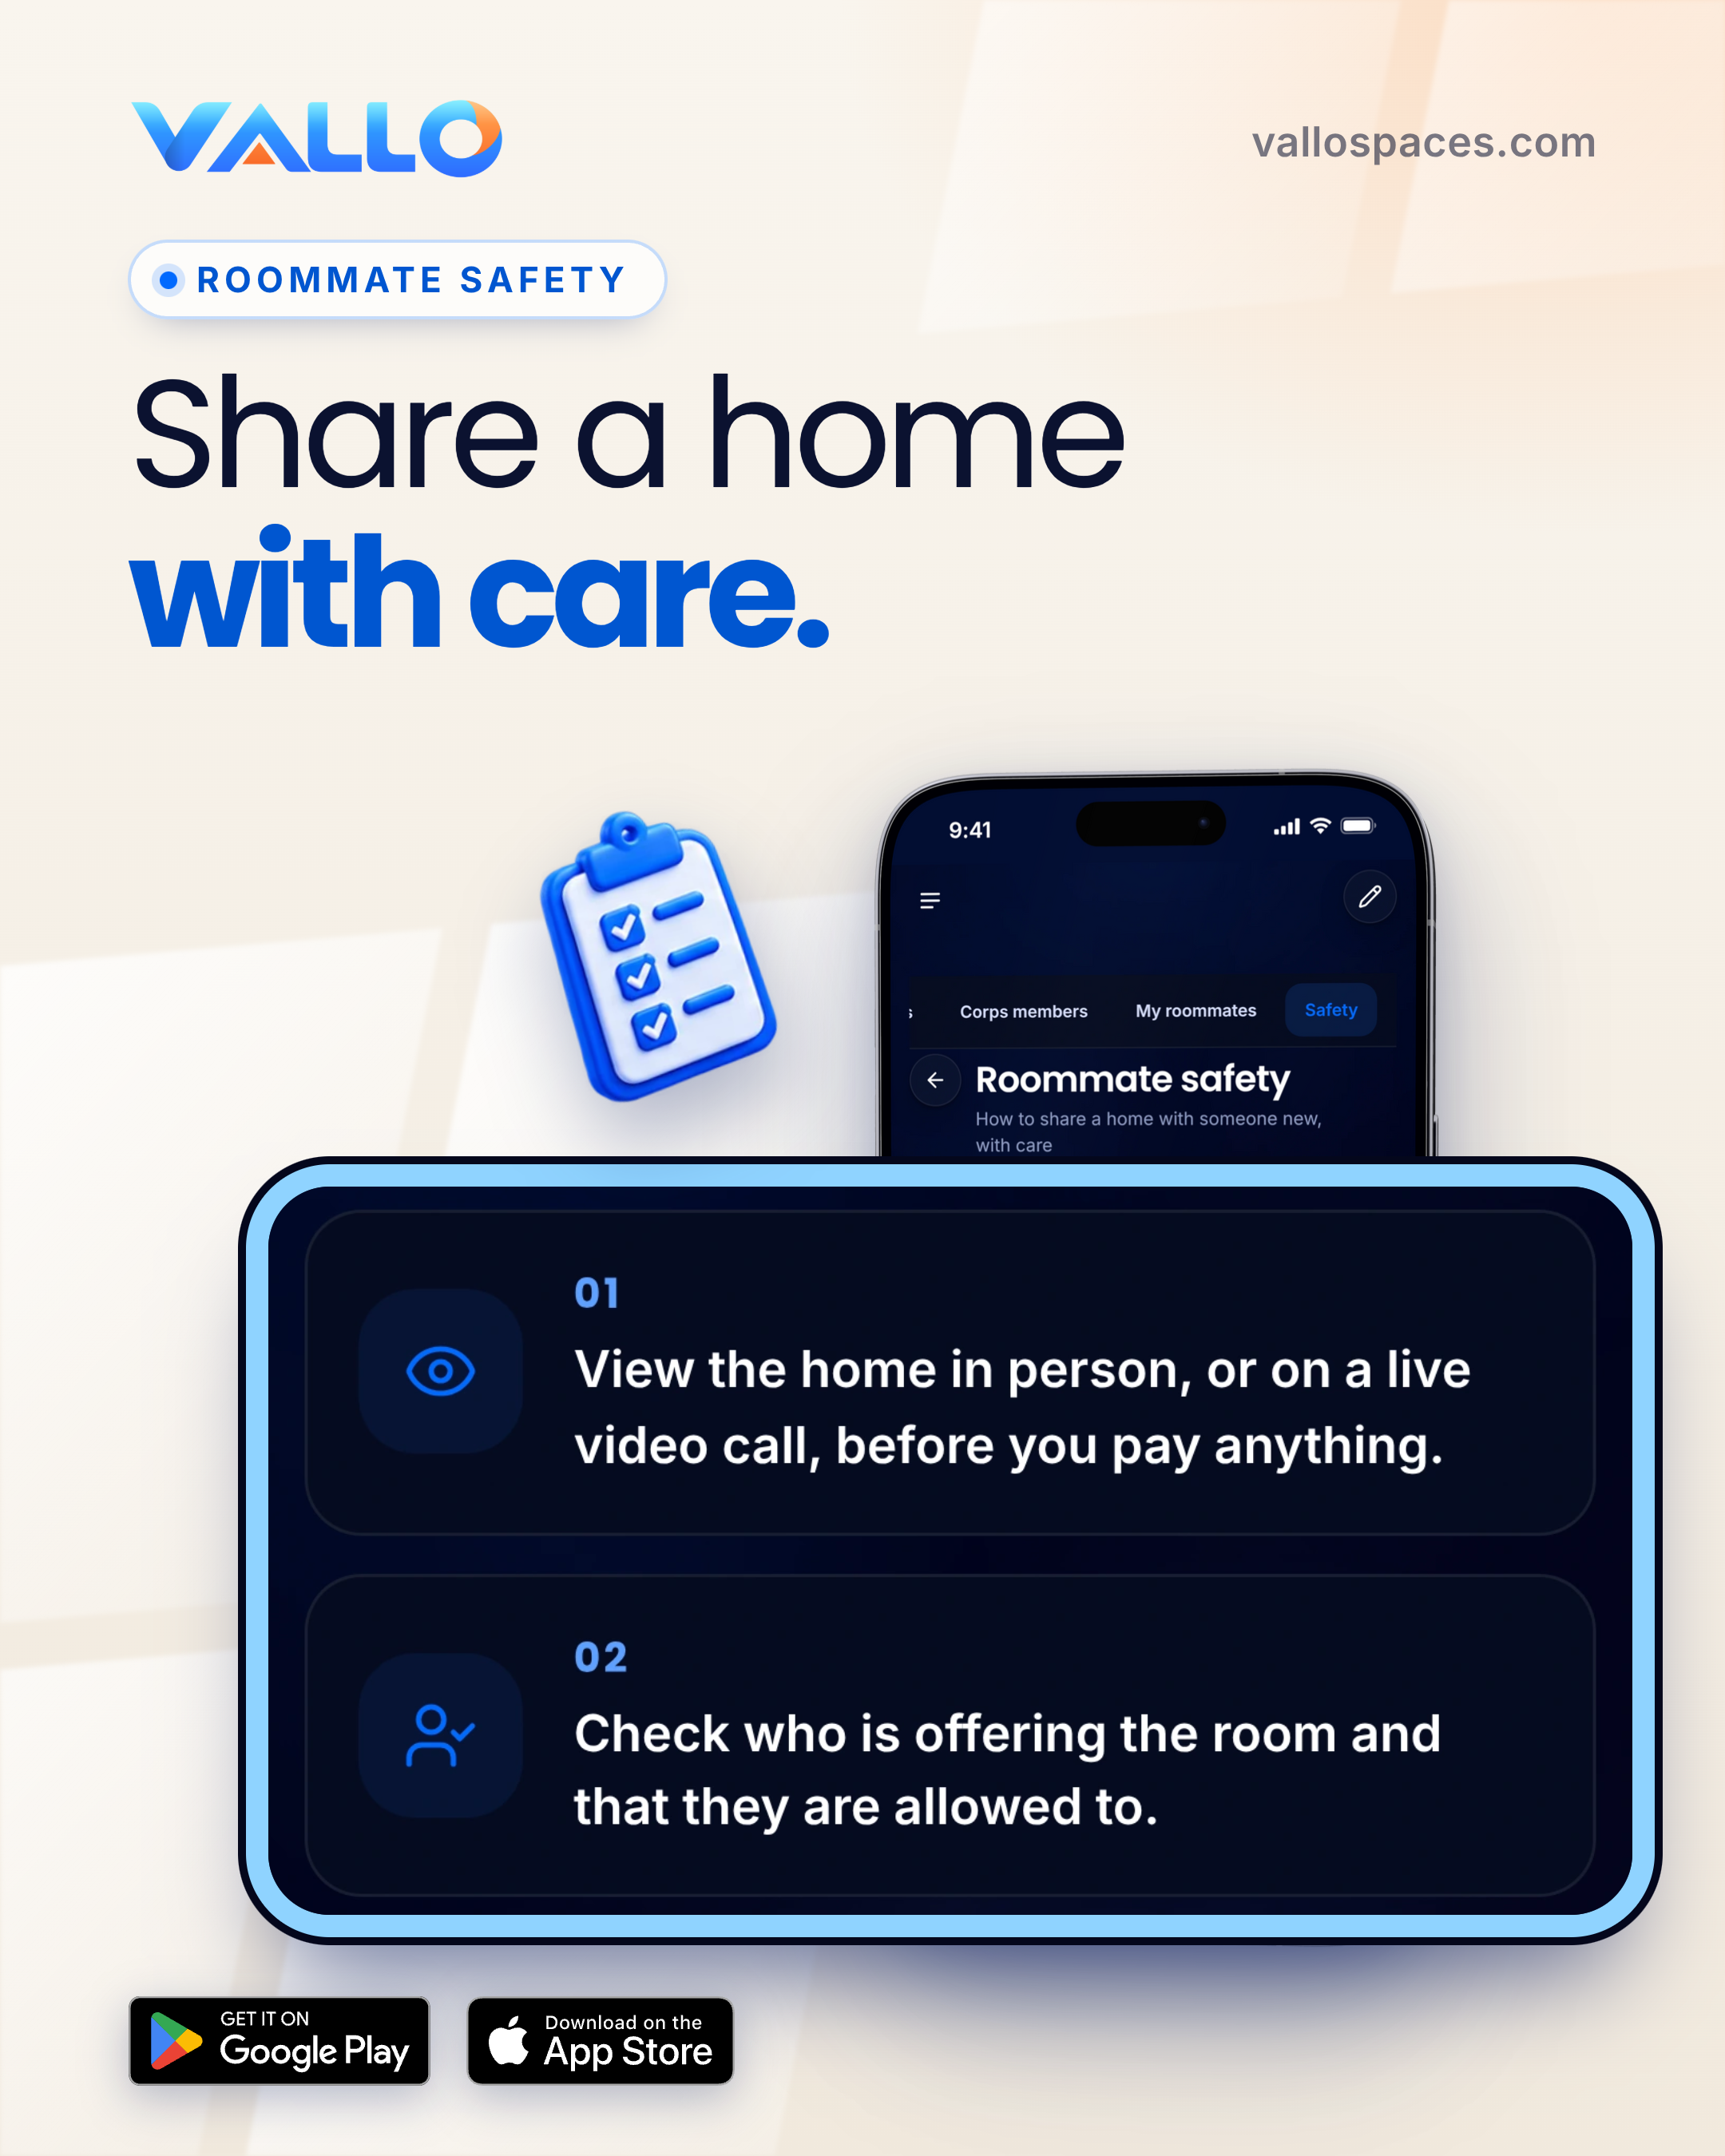 VALLO
vallospaces.com
ROOMMATE SAFETY
Share a home
with care.
9:41
Corps members
My roommates
Safety
Roommate safety
How to share a home with someone new,
with care
01
View the home in person, or on a live
video call, before you pay anything.
02
Check who is offering the room and
that they are allowed to.
GET IT ON
Google Play
Download on the
App Store